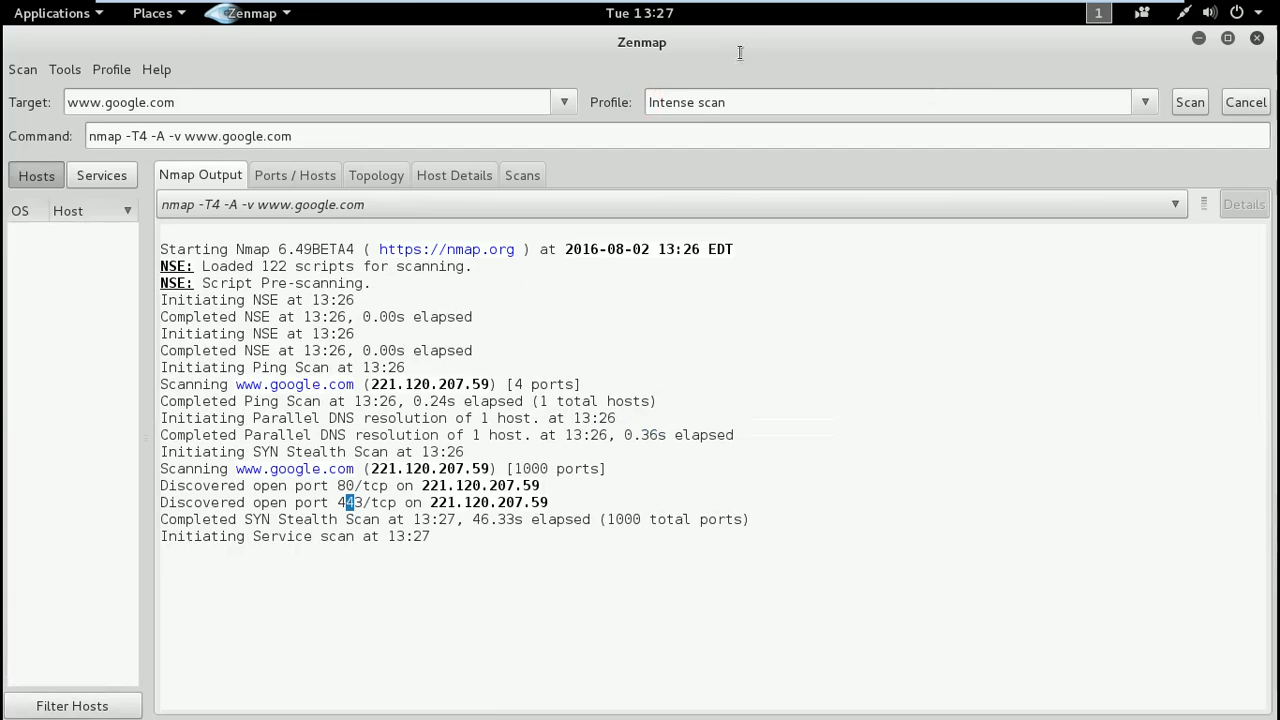 Applications Places Zenmap Tue 13:27 1
Zenmap
Scan Tools Profile Help
Target: www.google.com Profile: Intense scan Scan Cancel
Command: nmap -T4 -A -v www.google.com
Hosts Services Nmap Output Ports / Hosts Topology Host Details Scans
OS Host nmap -T4 -A -v www.google.com Details
Starting Nmap 6.49BETA4 ( https://nmap.org ) at 2016-08-02 13:26 EDT
NSE: Loaded 122 scripts for scanning.
NSE: Script Pre-scanning.
Initiating NSE at 13:26
Completed NSE at 13:26, 0.00s elapsed
Initiating NSE at 13:26
Completed NSE at 13:26, 0.00s elapsed
Initiating Ping Scan at 13:26
Scanning www.google.com (221.120.207.59) [4 ports]
Completed Ping Scan at 13:26, 0.24s elapsed (1 total hosts)
Initiating Parallel DNS resolution of 1 host. at 13:26
Completed Parallel DNS resolution of 1 host. at 13:26, 0.36s elapsed
Initiating SYN Stealth Scan at 13:26
Scanning www.google.com (221.120.207.59) [1000 ports]
Discovered open port 80/tcp on 221.120.207.59
Discovered open port 443/tcp on 221.120.207.59
Completed SYN Stealth Scan at 13:27, 46.33s elapsed (1000 total ports)
Initiating Service scan at 13:27
Filter Hosts